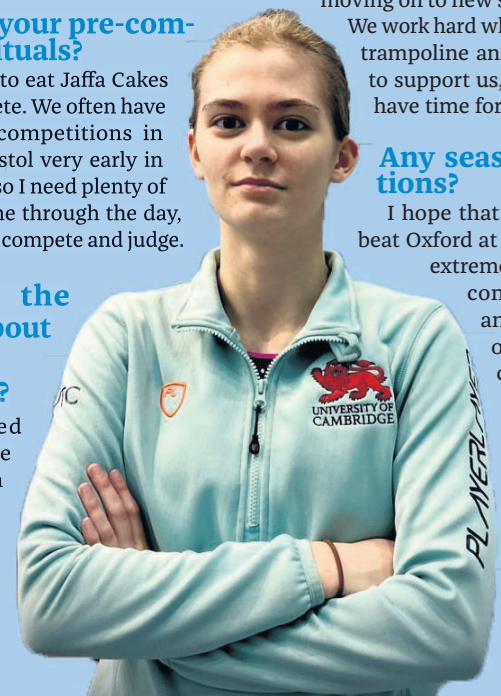 your pre-com-
ituals?
to eat Jaffa Cakes
ete. We often have
competitions in
stol very early in
so I need plenty of
me through the day,
compete and judge.
the
bout
?
ed
e
n
moving on to new s
We work hard wh
trampoline an
to support us,
have time for
Any seas
tions?
I hope that
beat Oxford at
extreme
con
an
o
UNIVERSITY OF
CAMBRIDGE
PLAYERLAYER